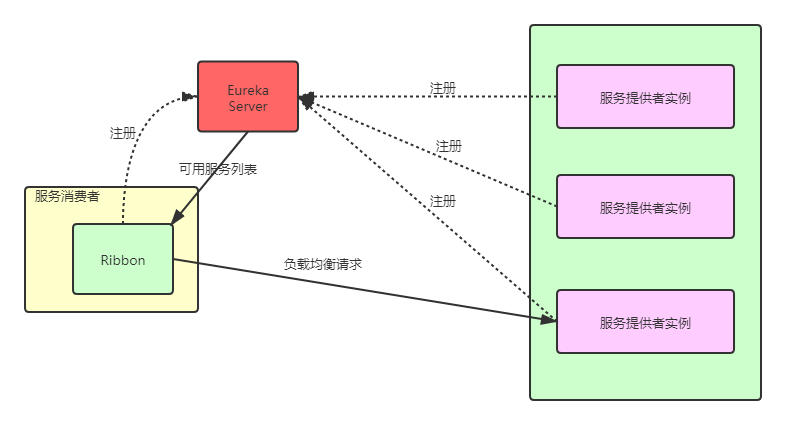 Eureka
Server
注册
服务提供者实例
注册
注册
可用服务列表
服务消费者
注册
服务提供者实例
Ribbon
负载均衡请求
服务提供者实例